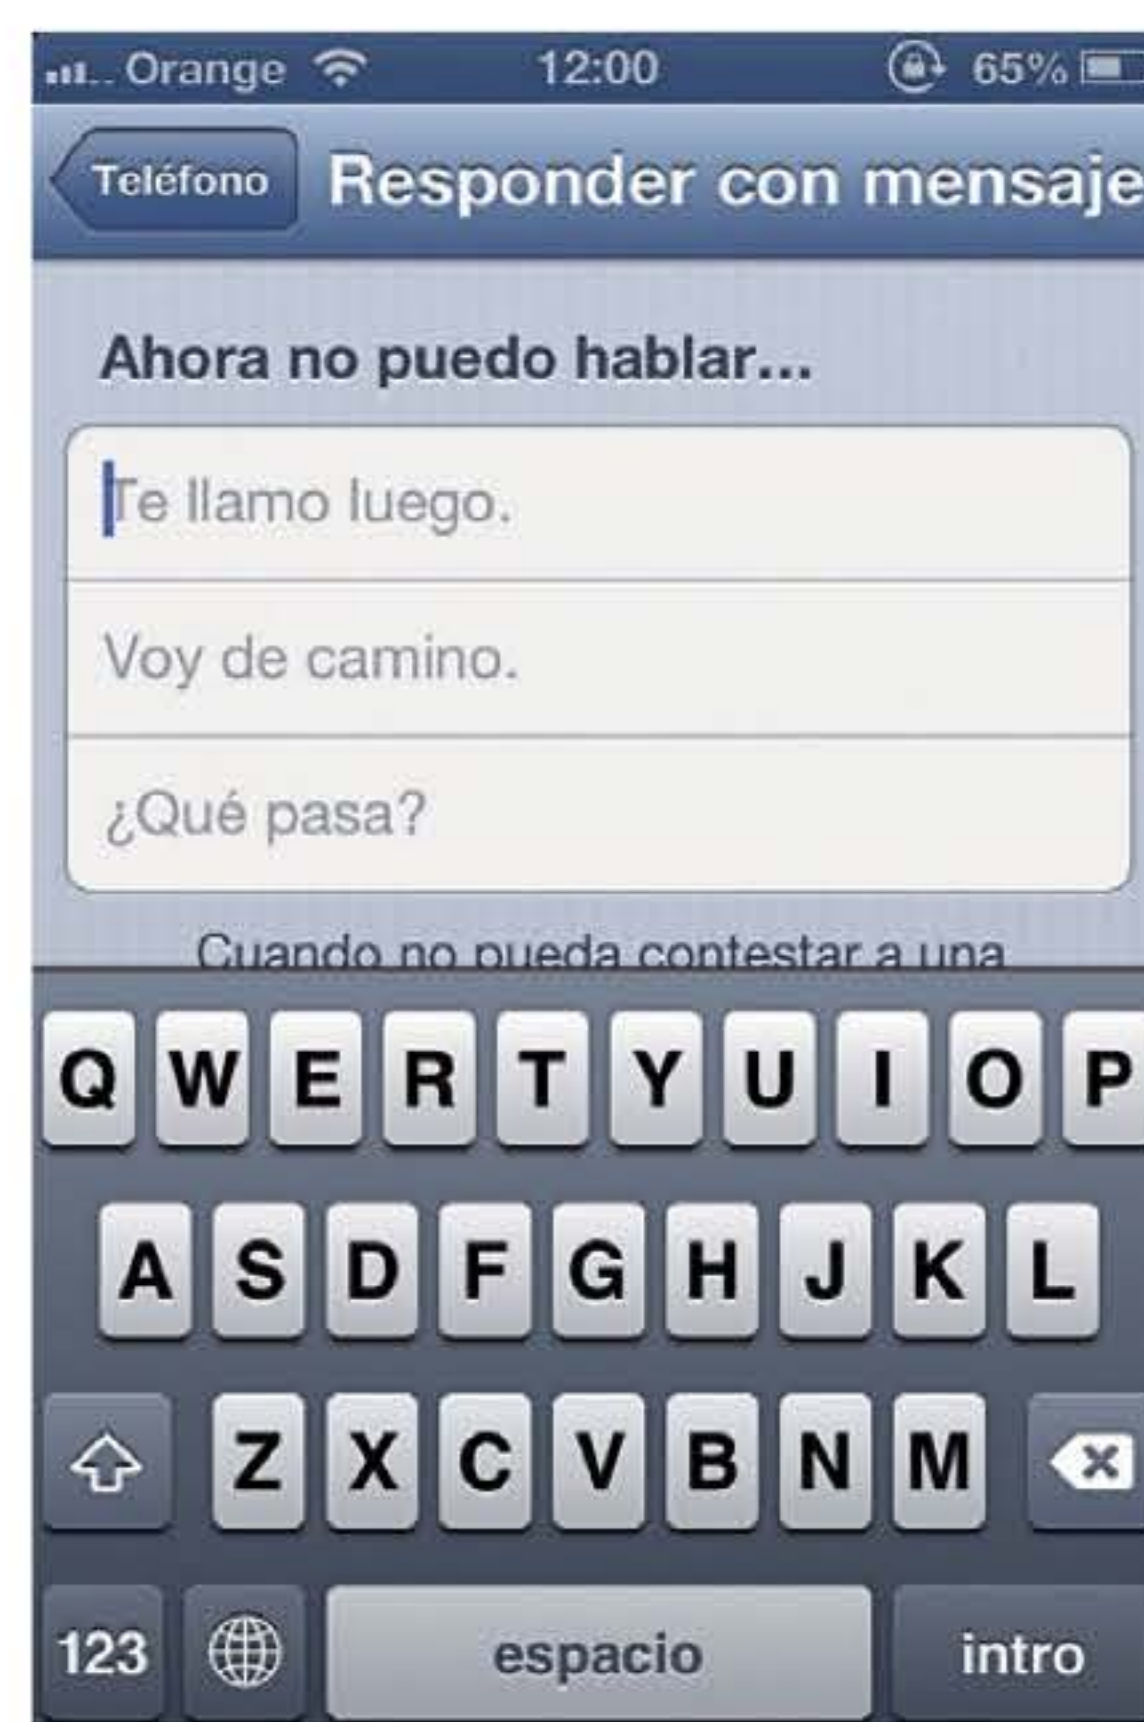 Orange 12:00 65%
Teléfono Responder con mensaje
Ahora no puedo hablar...
Te llamo luego.
Voy de camino.
¿Qué pasa?
Cuando no pueda contestar a una
Q W E R T Y U I O P
A S D F G H J K L
Z X C V B N M
123 espacio intro